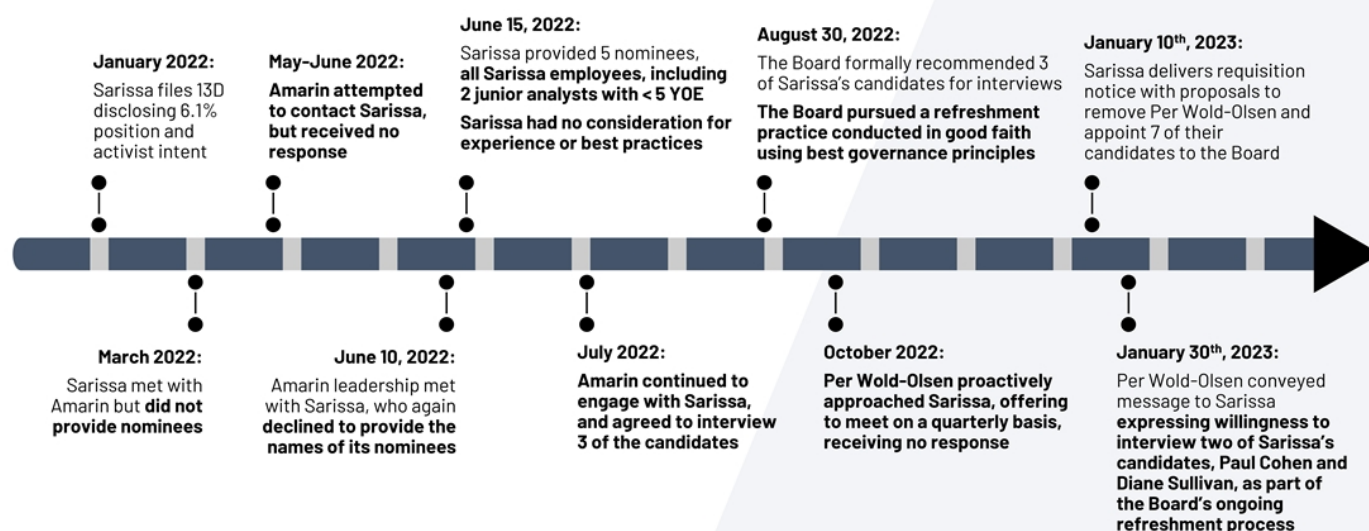 January 2022:
Sarissa files 13D
disclosing 6.1%
position and
activist intent
May-June 2022:
Amarin attempted
to contact Sarissa,
but received no
response
June 15, 2022:
Sarissa provided 5 nominees,
all Sarissa employees, including
2 junior analysts with < 5 YOE
Sarissa had no consideration for
experience or best practices
August 30, 2022:
The Board formally recommended 3
of Sarissa's candidates for interviews
The Board pursued a refreshment
practice conducted in good faith
using best governance principles
January 10th, 2023:
Sarissa delivers requisition
notice with proposals to
remove Per Wold-Olsen and
appoint 7 of their
candidates to the Board
March 2022:
Sarissa met with
Amarin but did not
provide nominees
June 10, 2022:
Amarin leadership met
with Sarissa, who again
declined to provide the
names of its nominees
July 2022:
Amarin continued to
engage with Sarissa,
and agreed to interview
3 of the candidates
October 2022:
Per Wold-Olsen proactively
approached Sarissa, offering
to meet on a quarterly basis,
receiving no response
January 30th, 2023:
Per Wold-Olsen conveyed
message to Sarissa
expressing willingness to
interview two of Sarissa's
candidates, Paul Cohen and
Diane Sullivan, as part of
the Board's ongoing
refreshment process